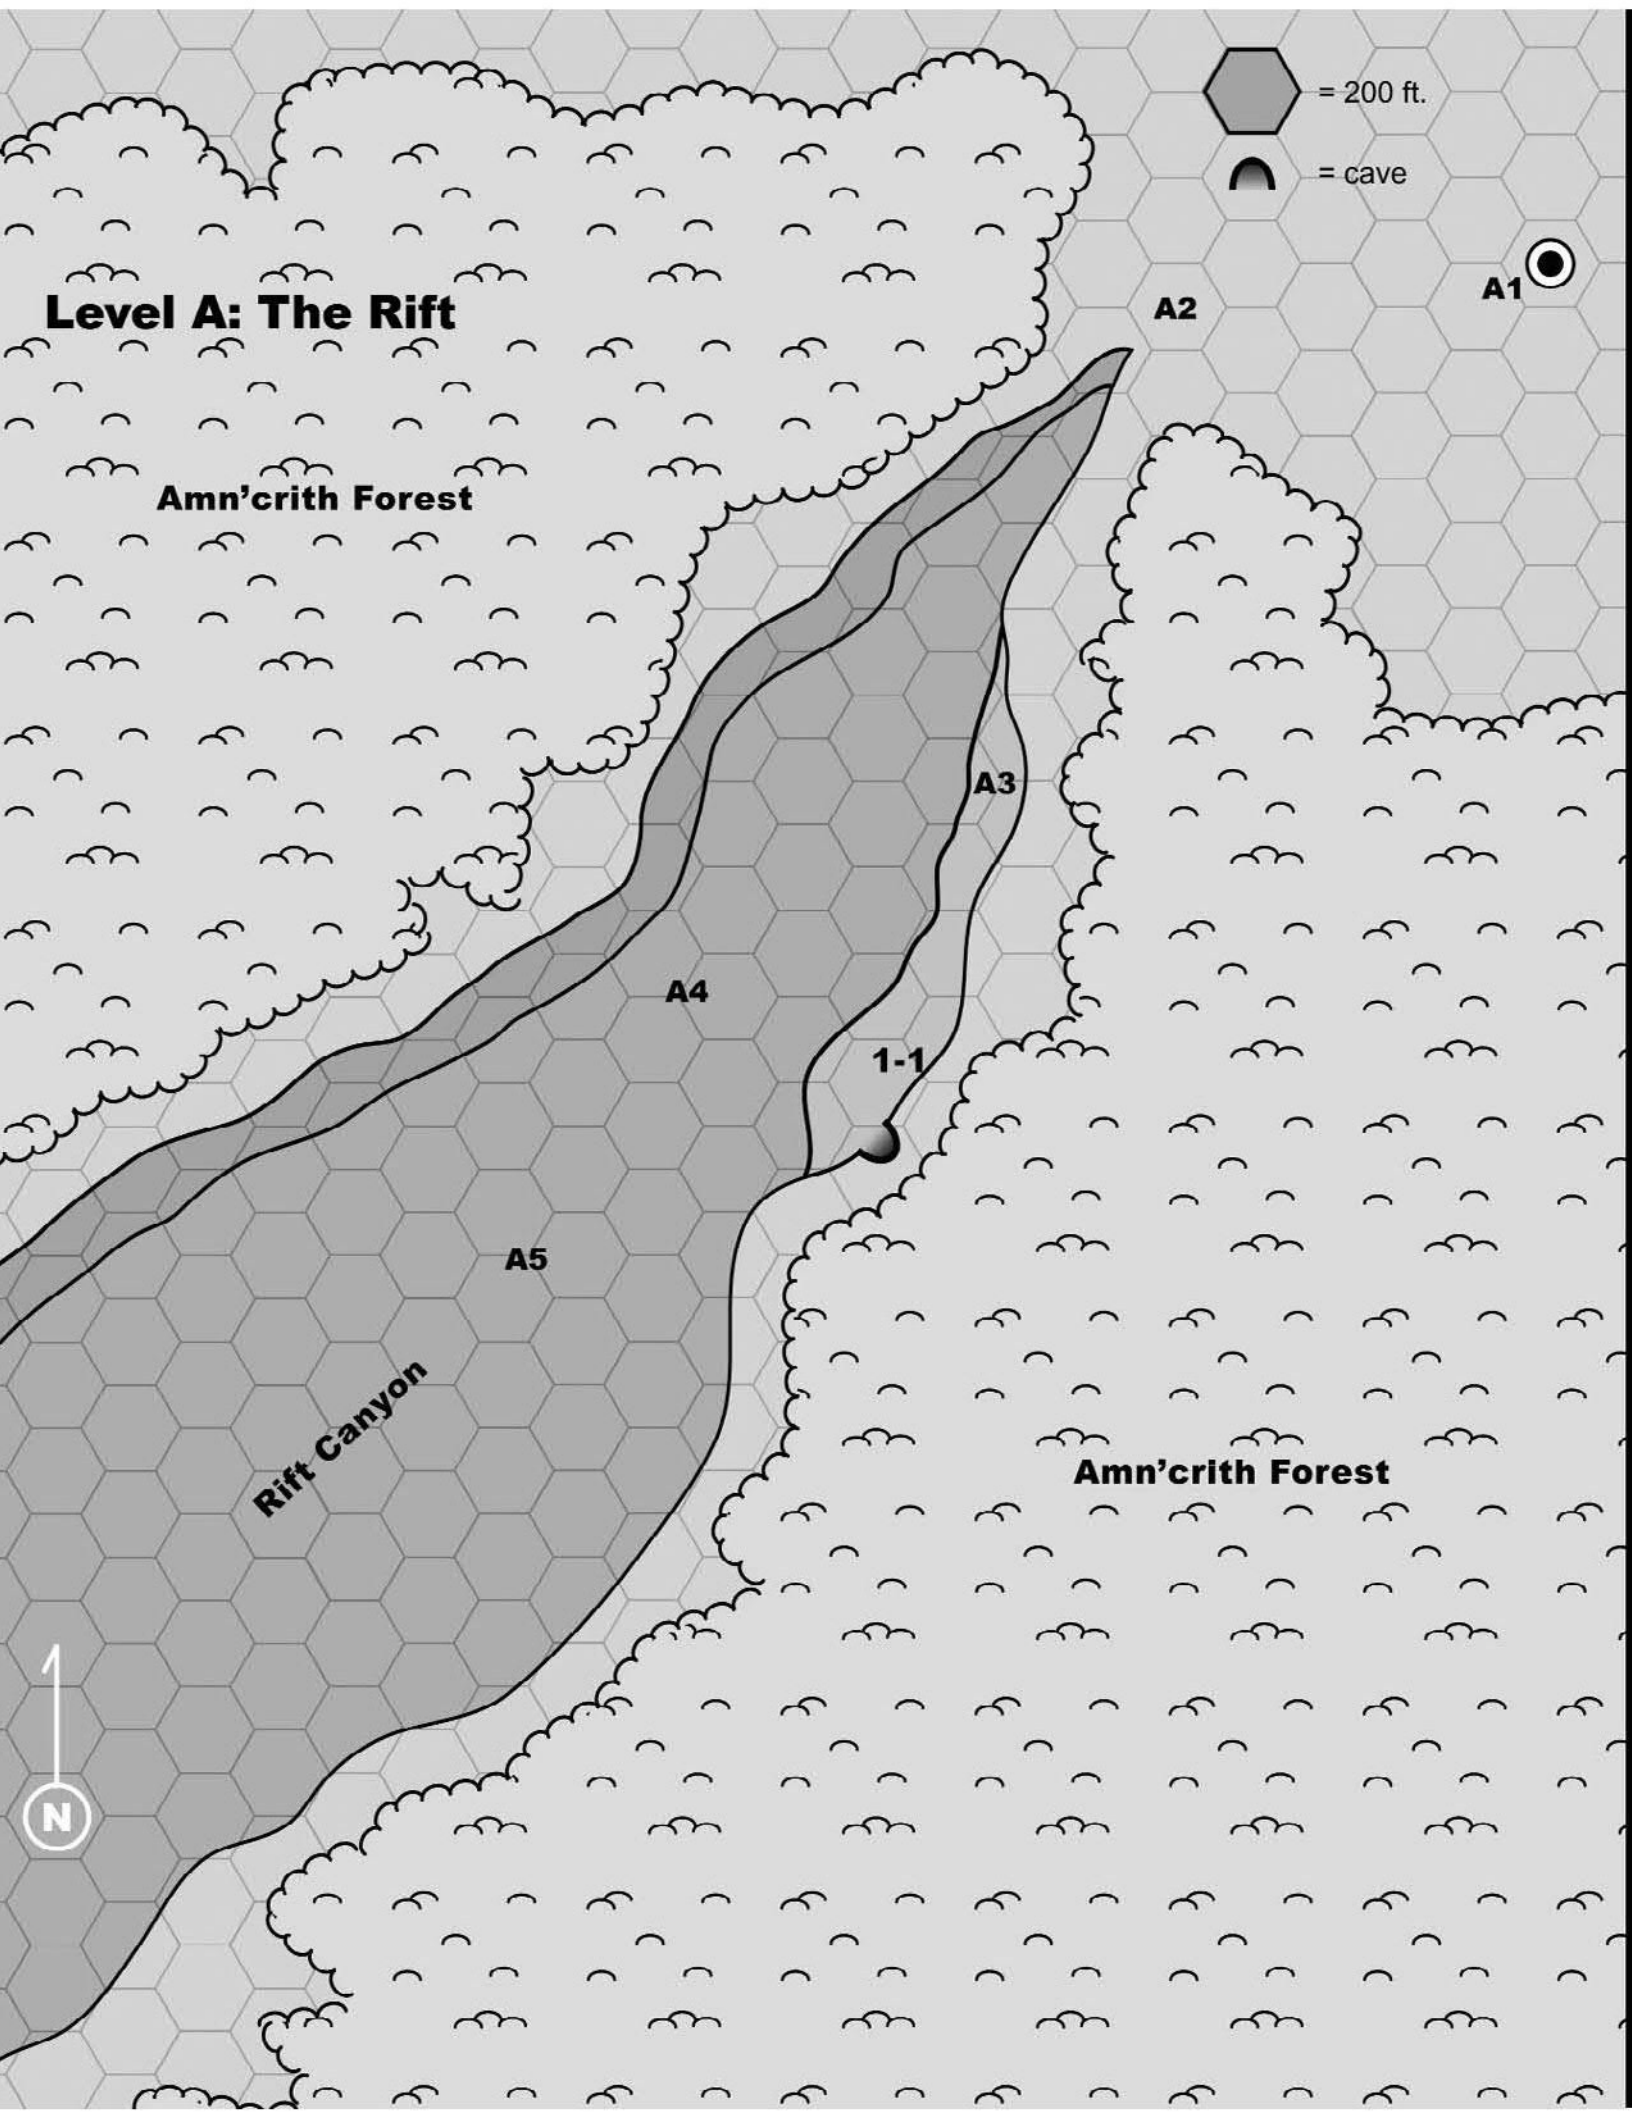 = 200 ft.
= cave
A1
A2
Level A: The Rift
Amn'crith Forest
A3
A4
1-1
A5
Rift Canyon
Amn'crith Forest
N